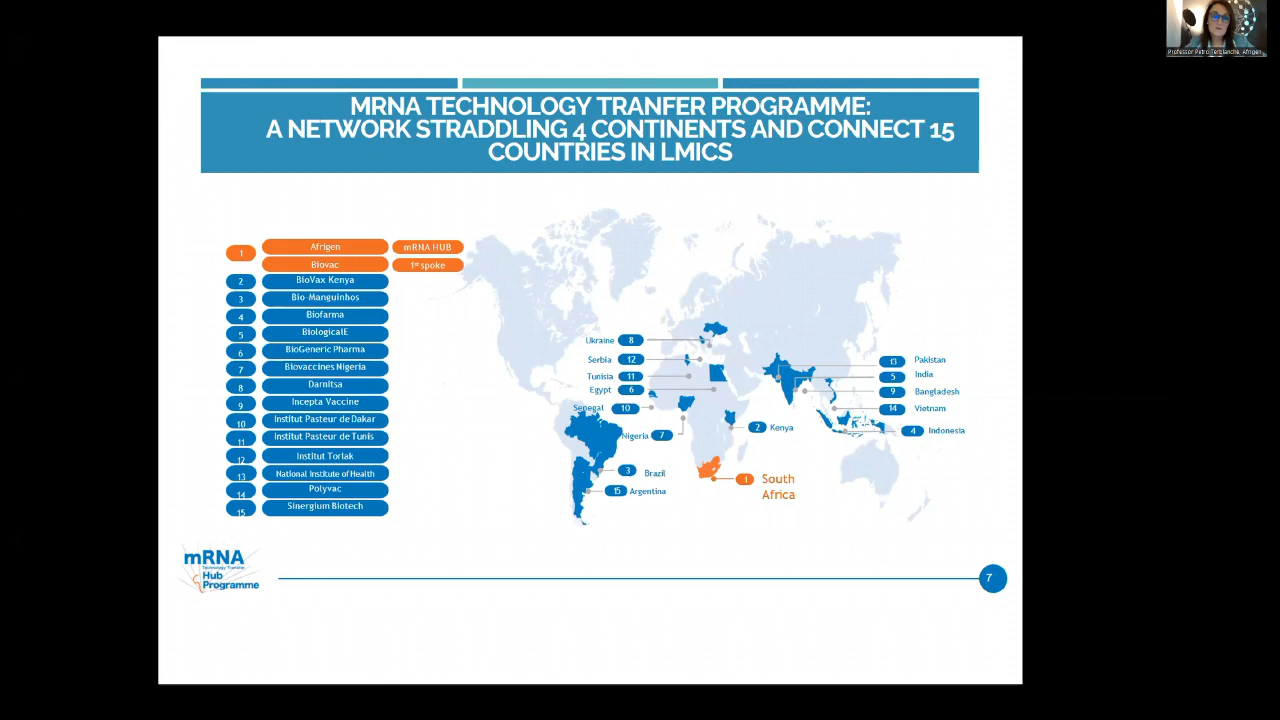 Professor Petro Terblanche, Afrigen
MRNA TECHNOLOGY TRANFER PROGRAMME:
A NETWORK STRADDLING 4 CONTINENTS AND CONNECT 15
COUNTRIES IN LMICS
1 Afrigen mRNA HUB
Biovac 1st spoke
2 BioVax Kenya
3 Bio-Manguinhos
4 Biofarma
5 BiologicalE
6 BioGeneric Pharma
7 Biovaccines Nigeria
8 Darnitsa
9 Incepta Vaccine
10 Institut Pasteur de Dakar
11 Institut Pasteur de Tunis
12 Institut Torlak
13 National Institute of Health
14 Polyvac
15 Sinergium Biotech
Ukraine 8
Serbia 12
Tunisia 11
Egypt 6
Senegal 10
Nigeria 7
3 Brazil
15 Argentina
2 Kenya
1 South
Africa
13 Pakistan
5 India
9 Bangladesh
14 Vietnam
4 Indonesia
mRNA
Technology Transfer
Hub
Programme
7